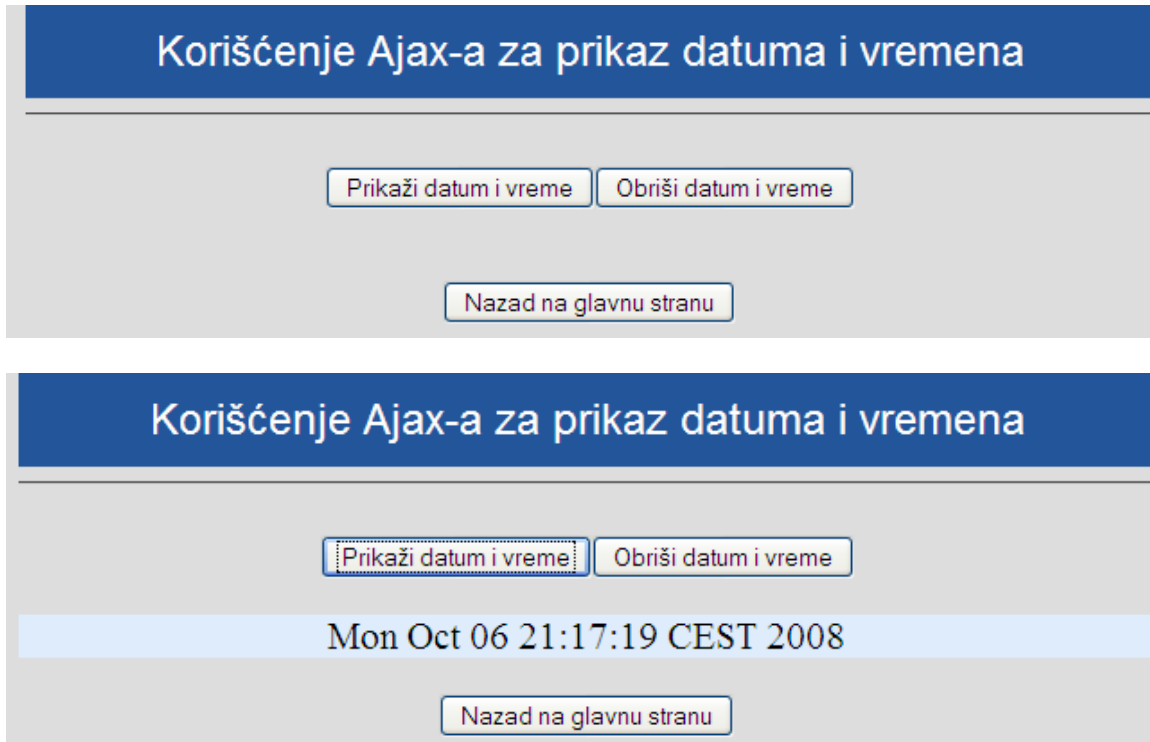 Korišćenje Ajax-a za prikaz datuma i vremena
Prikaži datum i vreme Obriši datum i vreme
Nazad na glavnu stranu
Korišćenje Ajax-a za prikaz datuma i vremena
Prikaži datum i vreme Obriši datum i vreme
Mon Oct 06 21:17:19 CEST 2008
Nazad na glavnu stranu